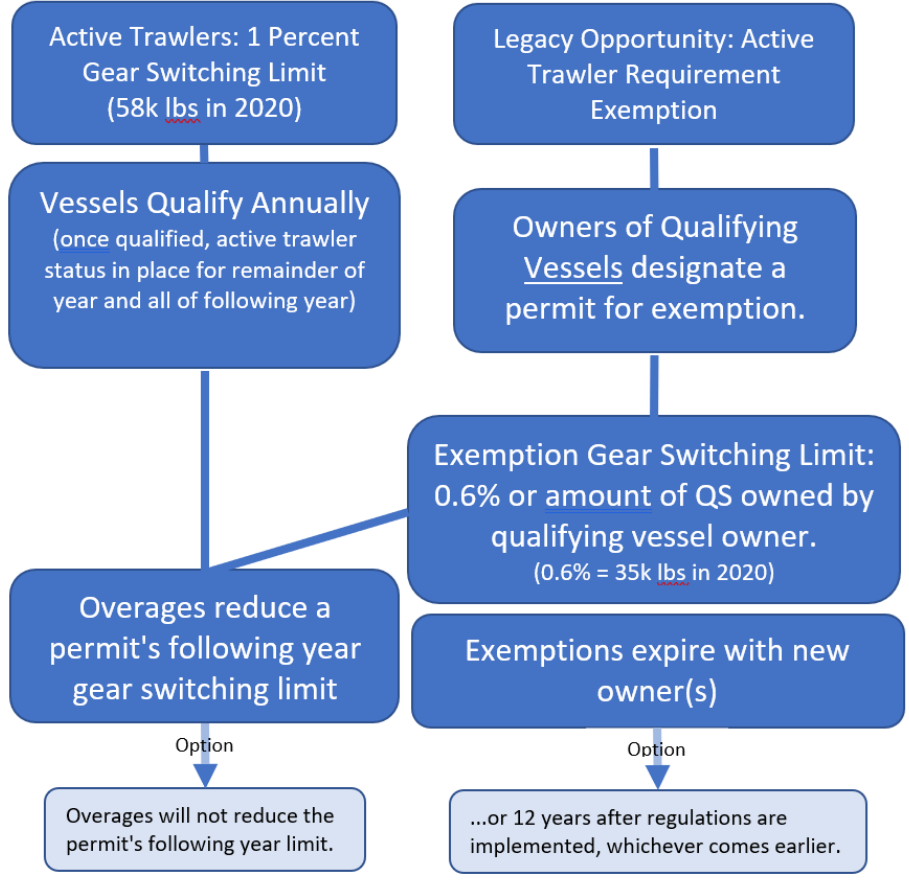 Active Trawlers: 1 Percent
Gear Switching Limit
(58k lbs in 2020)
Vessels Qualify Annually
(once qualified, active trawler
status in place for remainder of
year and all of following year)
Legacy Opportunity: Active
Trawler Requirement
Exemption
Owners of Qualifying
Vessels designate a
permit for exemption.
Exemption Gear Switching Limit:
0.6% or amount of QS owned by
qualifying vessel owner.
(0.6% = 35k lbs in 2020)
Overages reduce a
permit's following year
gear switching limit
Option
Overages will not reduce the
permit's following year limit.
Exemptions expire with new
owner(s)
Option
...or 12 years after regulations are
implemented, whichever comes earlier.